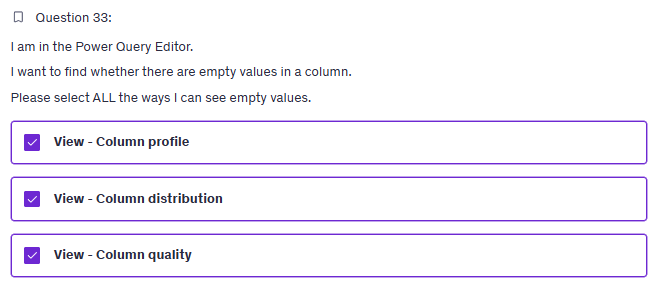 Question 33:
I am in the Power Query Editor.
I want to find whether there are empty values in a column.
Please select ALL the ways I can see empty values.
View - Column profile
View - Column distribution
View - Column quality